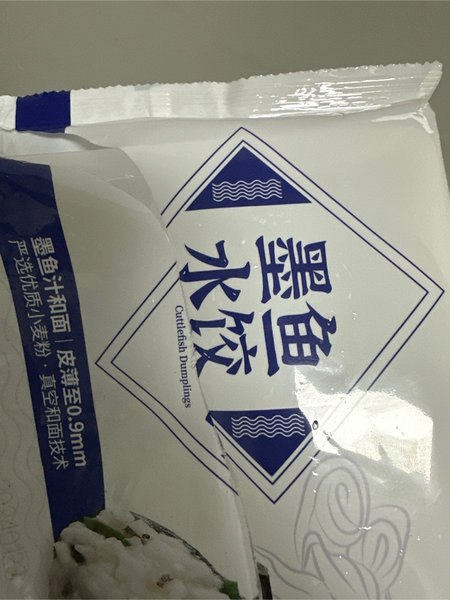 墨鱼
水饺
Cuttlefish Dumplings
墨鱼汁和面｜皮薄至0.9mm
严选优质小麦粉·真空和面技术